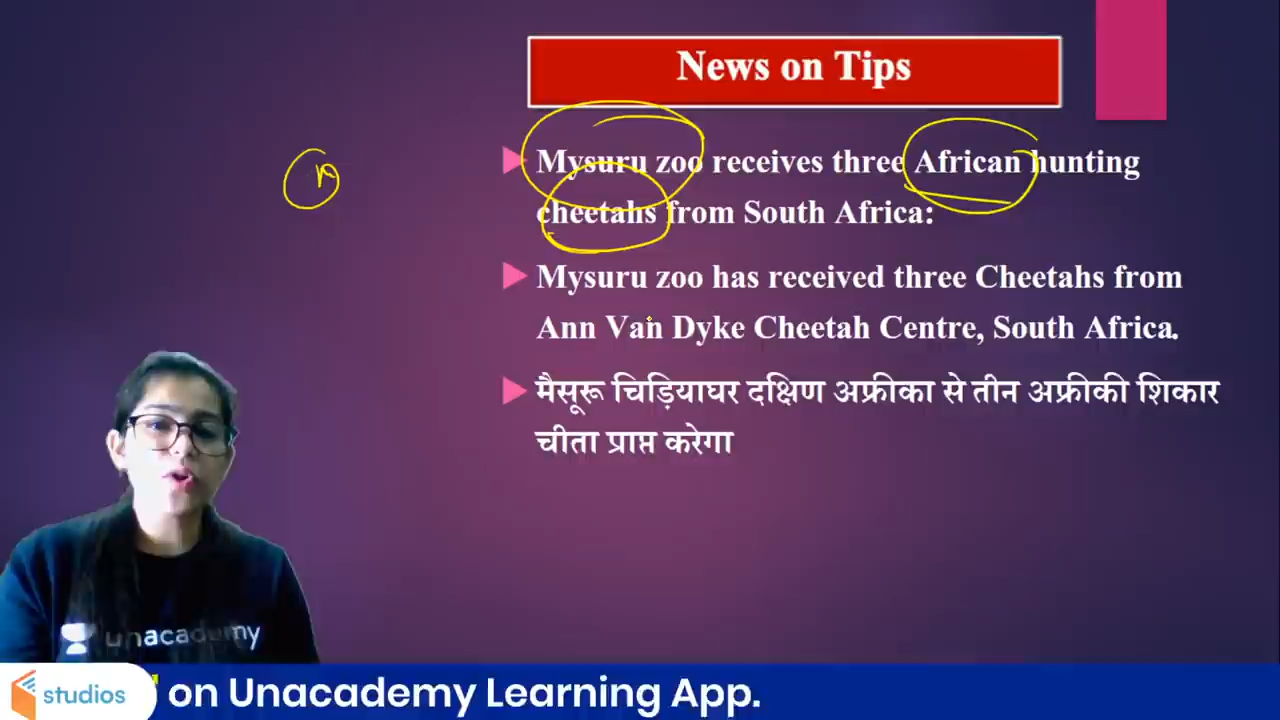 News on Tips
Mysuru zoo receives three African hunting
cheetahs from South Africa:
Mysuru zoo has received three Cheetahs from
Ann Van Dyke Cheetah Centre, South Africa.
मैसूरू चिड़ियाघर दक्षिण अफ्रीका से तीन अफ्रीकी शिकार
चीता प्राप्त करेगा
unacademy
studios
on Unacademy Learning App.